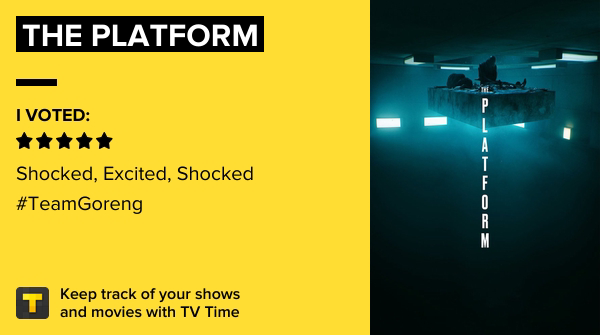 THE PLATFORM
I VOTED:
Shocked, Excited, Shocked
#TeamGoreng
T
Keep track of your shows
and movies with TV Time
THE
PLATFORM